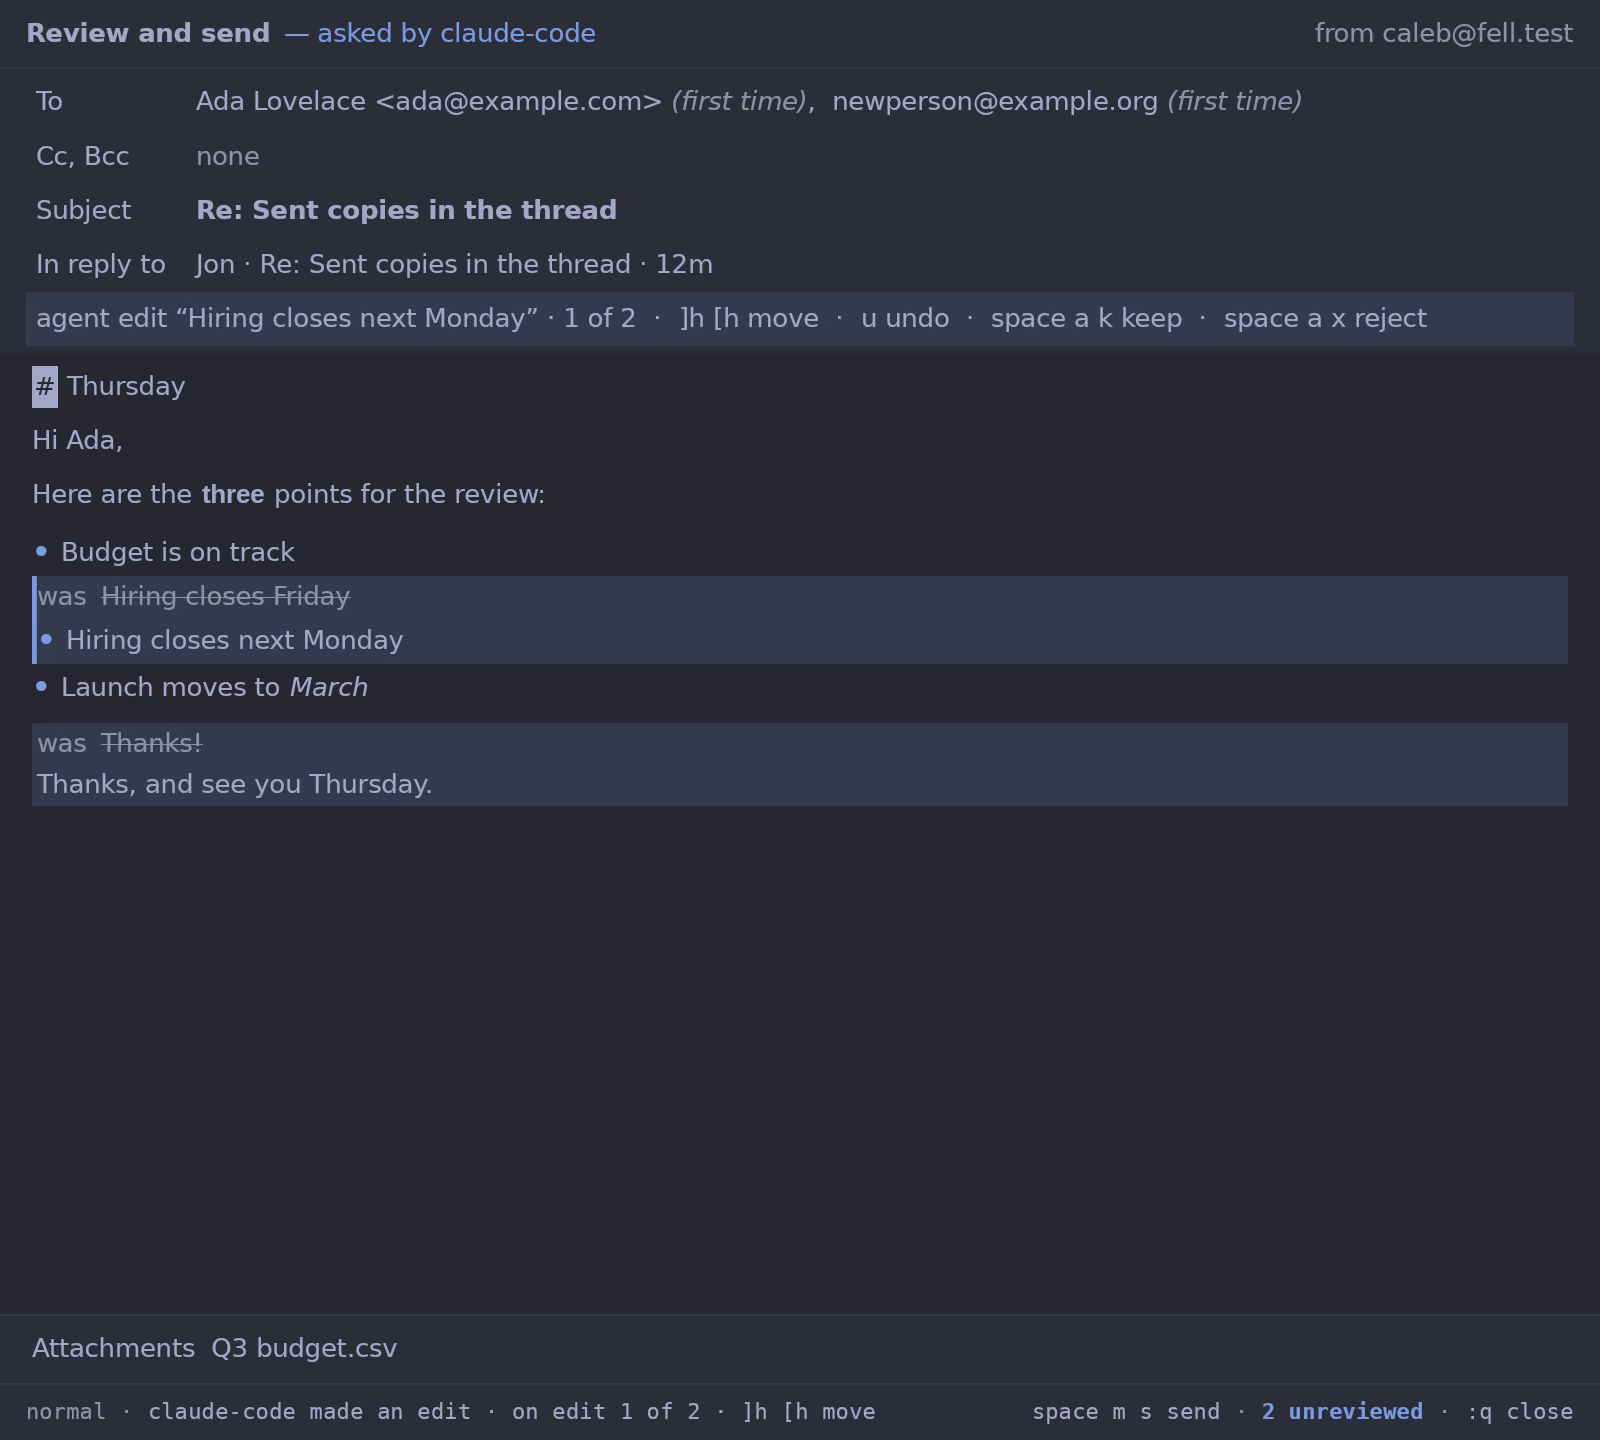 Review and send — asked by claude-code from caleb@fell.test
To Ada Lovelace <ada@example.com> (first time), newperson@example.org (first time)
Cc, Bcc none
Subject Re: Sent copies in the thread
In reply to Jon · Re: Sent copies in the thread · 12m
agent edit “Hiring closes next Monday” · 1 of 2 · ]h [h move · u undo · space a k keep · space a x reject
# Thursday
Hi Ada,
Here are the three points for the review:
• Budget is on track
was Hiring closes Friday
• Hiring closes next Monday
• Launch moves to March
was Thanks!
Thanks, and see you Thursday.
Attachments Q3 budget.csv
normal · claude-code made an edit · on edit 1 of 2 · ]h [h move space m s send · 2 unreviewed · :q close